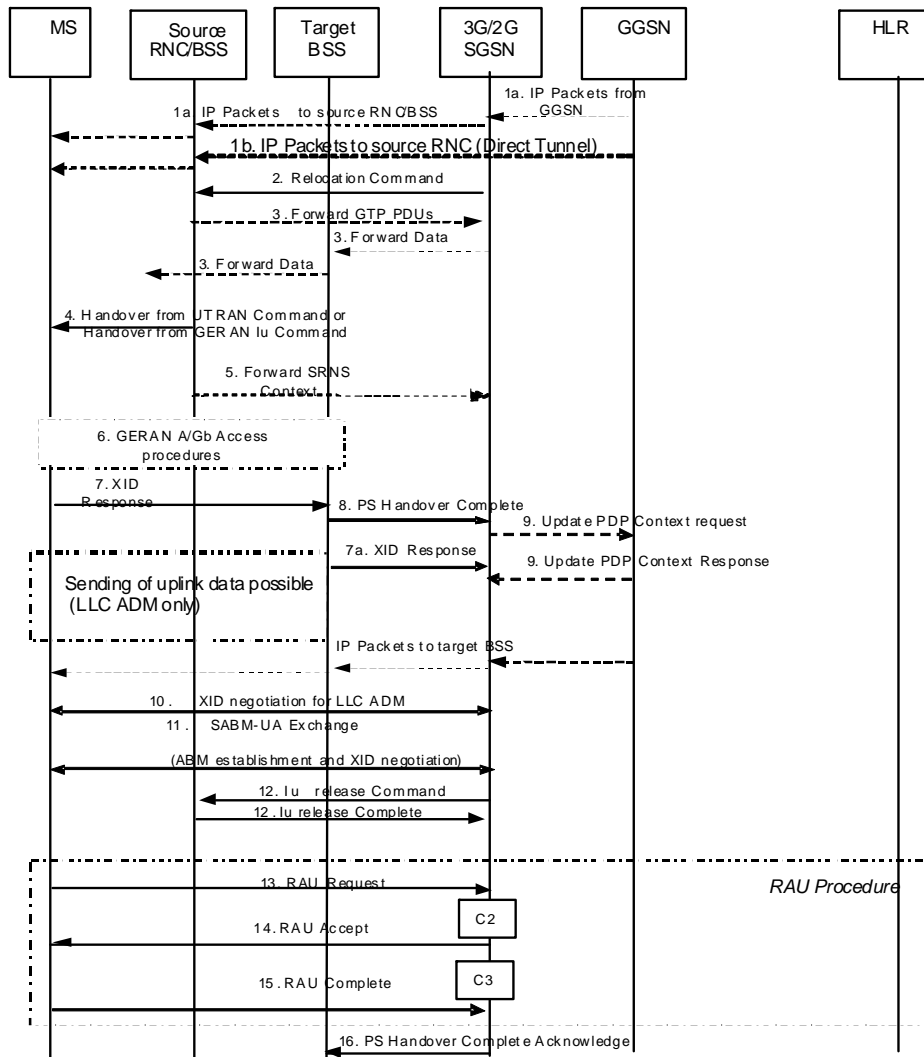 MS
Source
RNC/BSS
Target
BSS
3G/2G
SGSN
GGSN
HLR
1a. IP Packets from
GGSN
1a. IP Packets to source RNC/BSS
1b. IP Packets to source RNC (Direct Tunnel)
2. Relocation Command
3. Forward GTP PDUs
3. Forward Data
3. Forward Data
4. Handover from UTRAN Command or
Handover from GERAN Iu Command
5. Forward SRNS
Context
6. GERAN A/Gb Access
procedures
7. XID
Response
8. PS Handover Complete
9. Update PDP Context request
7a. XID Response
9. Update PDP Context Response
Sending of uplink data possible
(LLC ADM only)
IP Packets to target BSS
10. XID negotiation for LLC ADM
11. SABM-UA Exchange
(ABM establishment and XID negotiation)
12. Iu release Command
12. Iu release Complete
13. RAU Request
RAU Procedure
C2
14. RAU Accept
C3
15. RAU Complete
16. PS Handover Complete Acknowledge